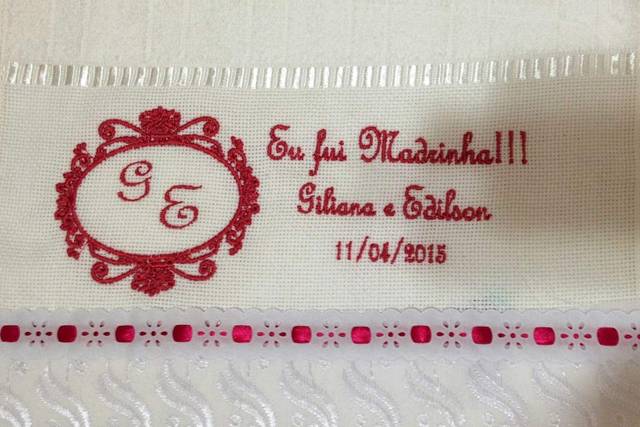 G E
Eu fui Madrinha!!!
Giliana e Edilson
11/04/2015